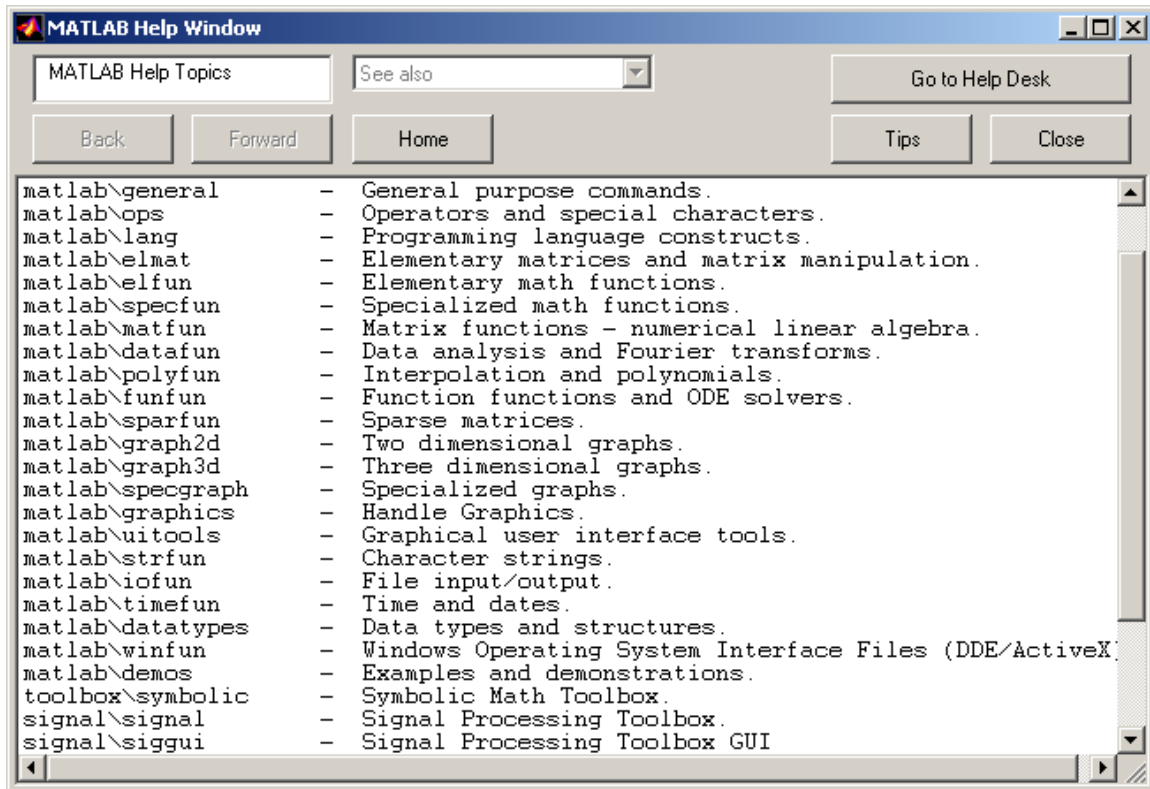 MATLAB Help Window
MATLAB Help Topics See also Go to Help Desk
Back Forward Home Tips Close
matlab\general - General purpose commands.
matlab\ops - Operators and special characters.
matlab\lang - Programming language constructs.
matlab\elmat - Elementary matrices and matrix manipulation.
matlab\elfun - Elementary math functions.
matlab\specfun - Specialized math functions.
matlab\matfun - Matrix functions - numerical linear algebra.
matlab\datafun - Data analysis and Fourier transforms.
matlab\polyfun - Interpolation and polynomials.
matlab\funfun - Function functions and ODE solvers.
matlab\sparfun - Sparse matrices.
matlab\graph2d - Two dimensional graphs.
matlab\graph3d - Three dimensional graphs.
matlab\specgraph - Specialized graphs.
matlab\graphics - Handle Graphics.
matlab\uitools - Graphical user interface tools.
matlab\strfun - Character strings.
matlab\iofun - File input/output.
matlab\timefun - Time and dates.
matlab\datatypes - Data types and structures.
matlab\winfun - Windows Operating System Interface Files (DDE/ActiveX)
matlab\demos - Examples and demonstrations.
toolbox\symbolic - Symbolic Math Toolbox.
signal\signal - Signal Processing Toolbox.
signal\siggui - Signal Processing Toolbox GUI